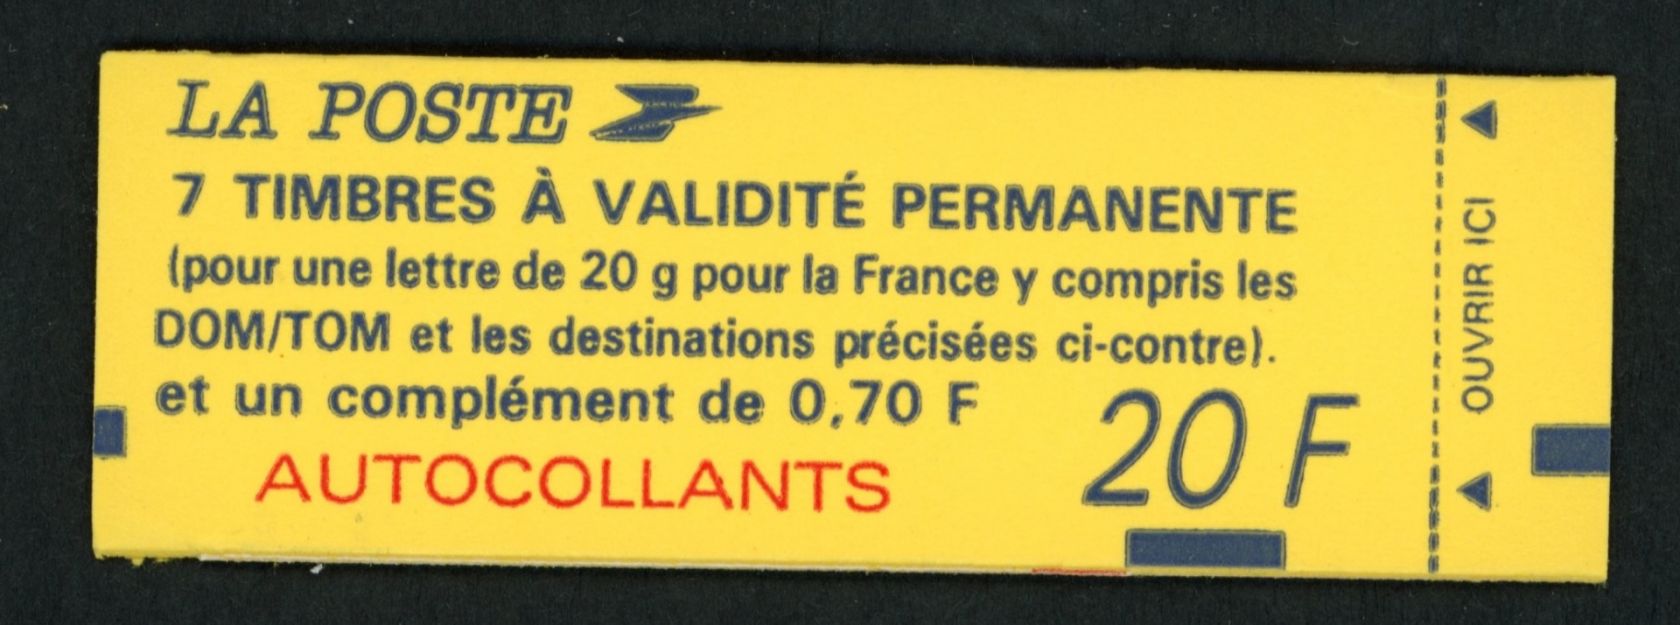 LA POSTE
7 TIMBRES À VALIDITÉ PERMANENTE
(pour une lettre de 20 g pour la France y compris les
DOM/TOM et les destinations précisées ci-contre).
et un complément de 0,70 F
20 F
AUTOCOLLANTS
OUVRIR ICI